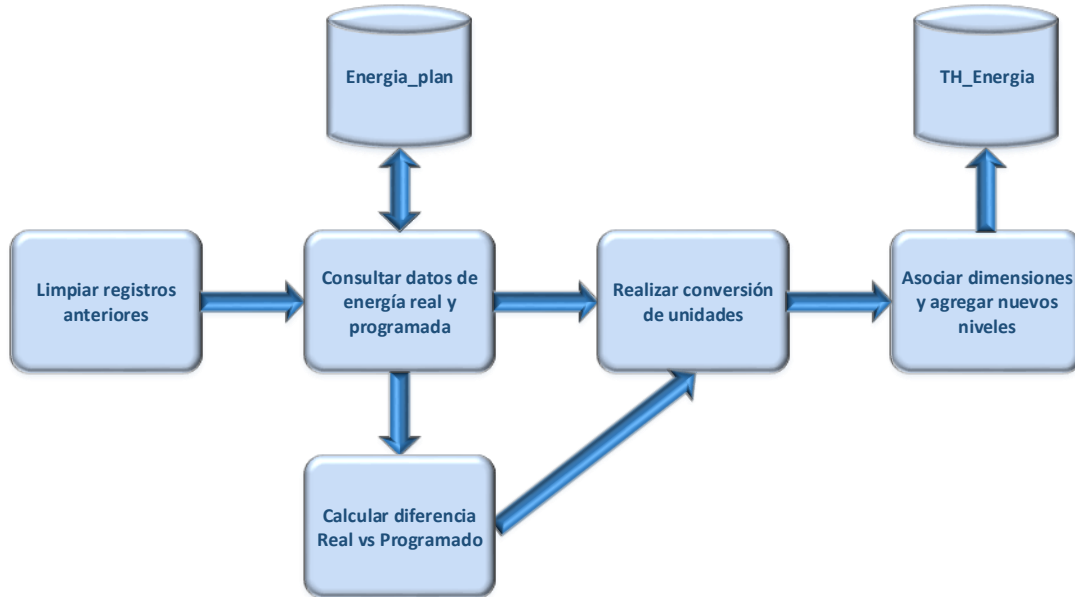 Energia_plan
TH_Energia
Limpiar registros
anteriores
Consultar datos de
energía real y
programada
Realizar conversión
de unidades
Asociar dimensiones
y agregar nuevos
niveles
Calcular diferencia
Real vs Programado